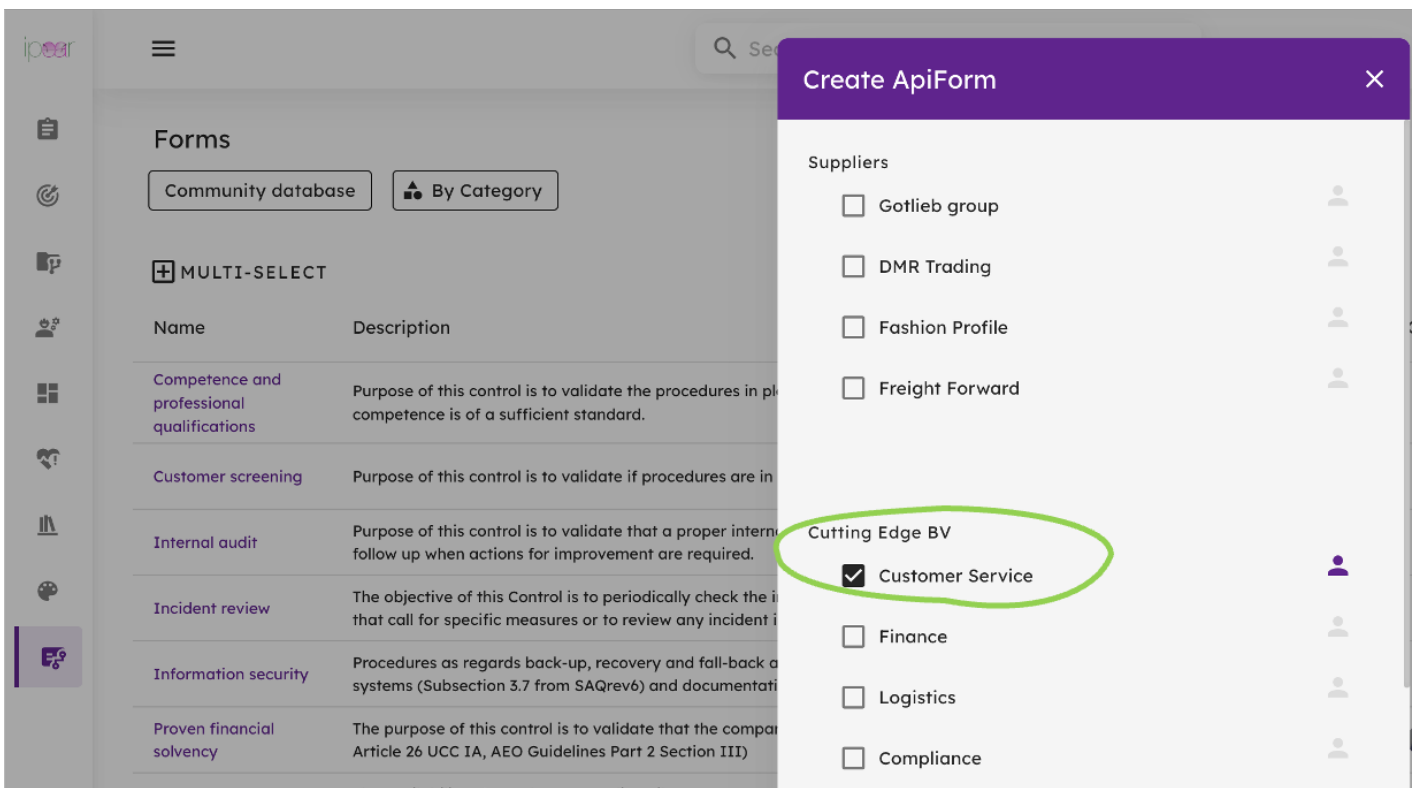 ipear
Sea
Create ApiForm
Forms
Community database
By Category
MULTI-SELECT
Name
Description
Competence and
professional
qualifications
Purpose of this control is to validate the procedures in pl
competence is of a sufficient standard.
Customer screening
Purpose of this control is to validate if procedures are in
Internal audit
Purpose of this control is to validate that a proper intern
follow up when actions for improvement are required.
Incident review
The objective of this Control is to periodically check the i
that call for specific measures or to review any incident i
Information security
Procedures as regards back-up, recovery and fall-back a
systems (Subsection 3.7 from SAQrev6) and documentati
Proven financial
solvency
The purpose of this control is to validate that the compa
Article 26 UCC IA, AEO Guidelines Part 2 Section III)
Suppliers
Gotlieb group
DMR Trading
Fashion Profile
Freight Forward
Cutting Edge BV
Customer Service
Finance
Logistics
Compliance